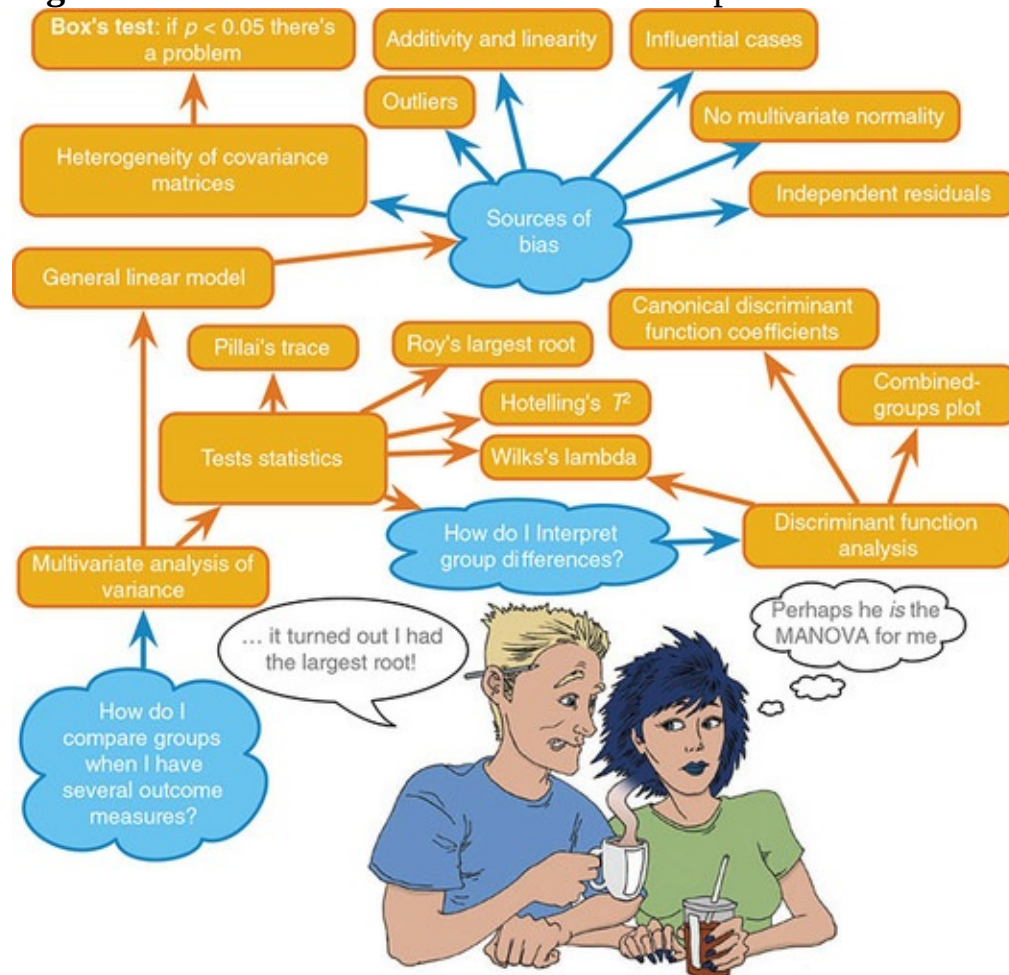 Box's test: if p < 0.05 there's
a problem
Additivity and linearity
Influential cases
Outliers
No multivariate normality
Heterogeneity of covariance
matrices
Independent residuals
Sources of
bias
General linear model
Canonical discriminant
function coefficients
Pillai's trace
Roy's largest root
Combined-
groups plot
Hotelling's T²
Tests statistics
Wilks's lambda
How do I Interpret
group differences?
Discriminant function
analysis
Multivariate analysis of
variance
... it turned out I had
the largest root!
Perhaps he is the
MANOVA for me
How do I
compare groups
when I have
several outcome
measures?